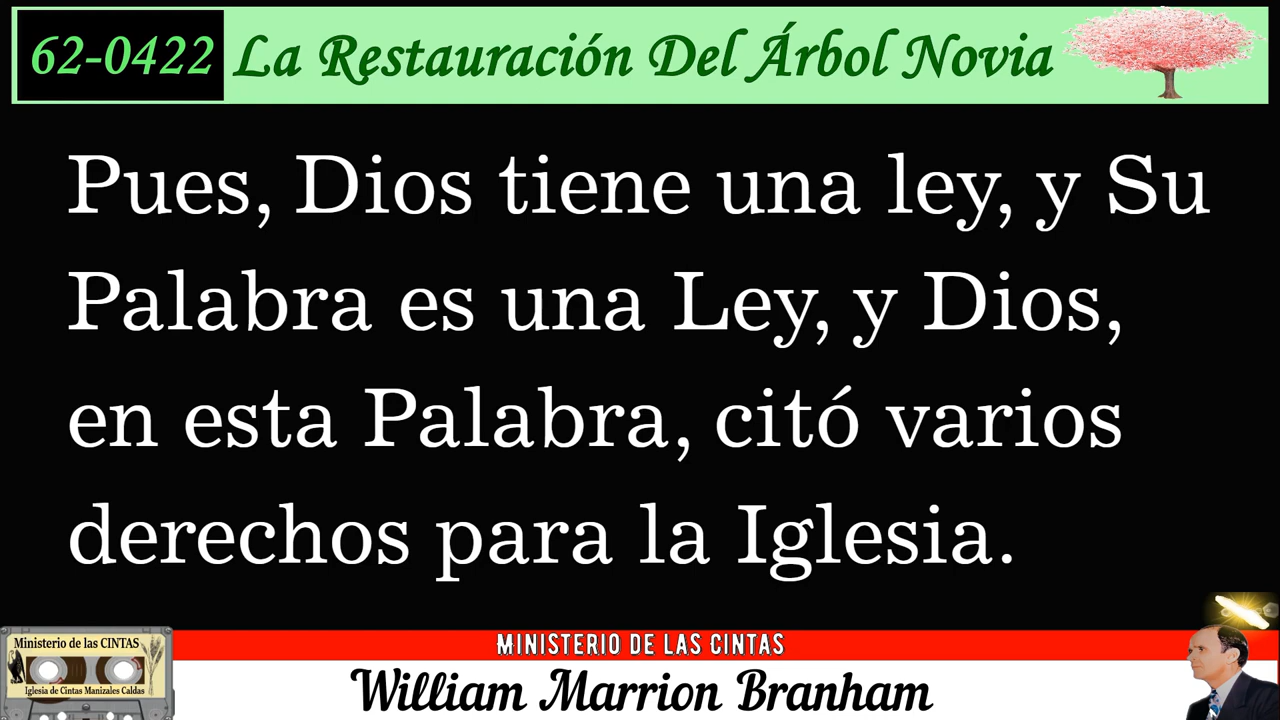 62-0422 La Restauración Del Árbol Novia
Pues, Dios tiene una ley, y Su
Palabra es una Ley, y Dios,
en esta Palabra, citó varios
derechos para la Iglesia.
MINISTERIO DE LAS CINTAS
Ministerio de las CINTAS
Iglesia de Cintas Manizales Caldas
William Marrion Branham